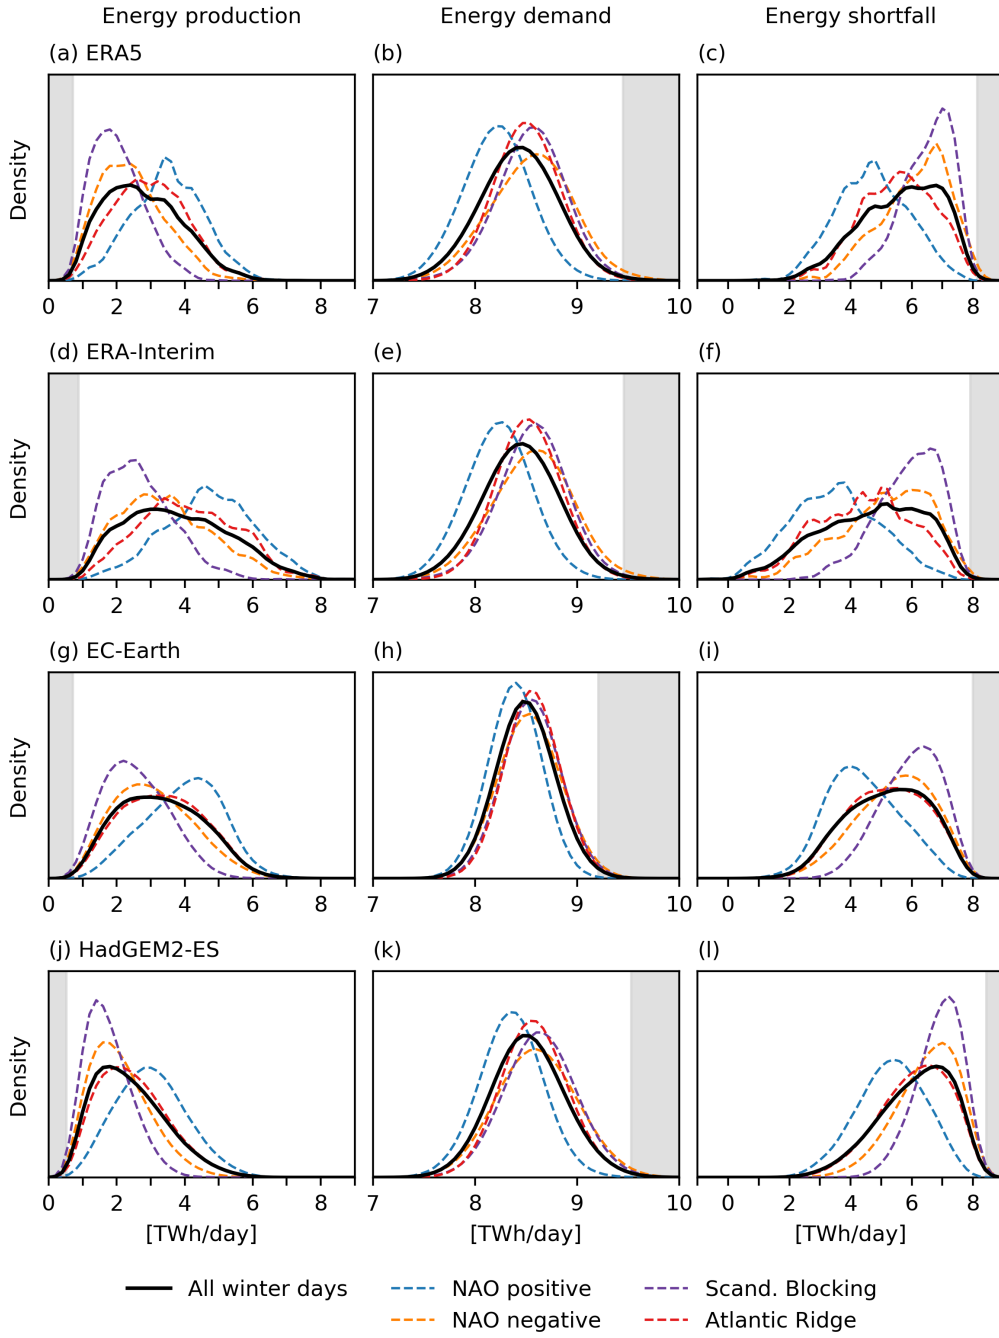 Energy production Energy demand Energy shortfall
(a) ERA5 (b) (c)
Density
0 2 4 6 8 7 8 9 10 0 2 4 6 8
(d) ERA-Interim (e) (f)
Density
0 2 4 6 8 7 8 9 10 0 2 4 6 8
(g) EC-Earth (h) (i)
Density
0 2 4 6 8 7 8 9 10 0 2 4 6 8
(j) HadGEM2-ES (k) (l)
Density
0 2 4 6 8 7 8 9 10 0 2 4 6 8
[TWh/day] [TWh/day] [TWh/day]
All winter days NAO positive Scand. Blocking
NAO negative Atlantic Ridge